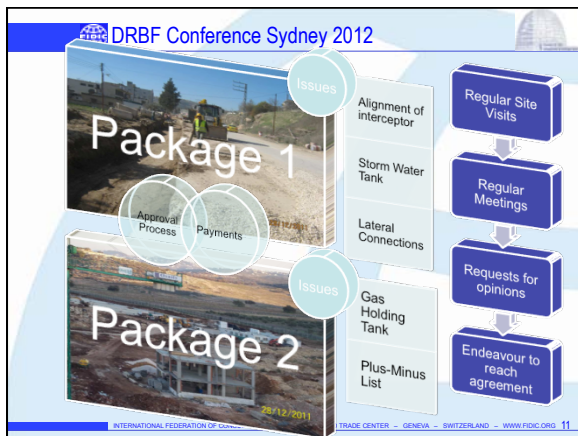 FIDIC
DRBF Conference Sydney 2012
Package 1
Issues
Alignment of
interceptor
Storm Water
Tank
Lateral
Connections
Approval
Process
Payments
Package 2
28/12/2011
Issues
Gas
Holding
Tank
Plus-Minus
List
Regular Site
Visits
Regular
Meetings
Requests for
opinions
Endeavour to
reach
agreement
INTERNATIONAL FEDERATION OF TRADE CENTER – GENEVA – SWITZERLAND – WWW.FIDIC.ORG 11